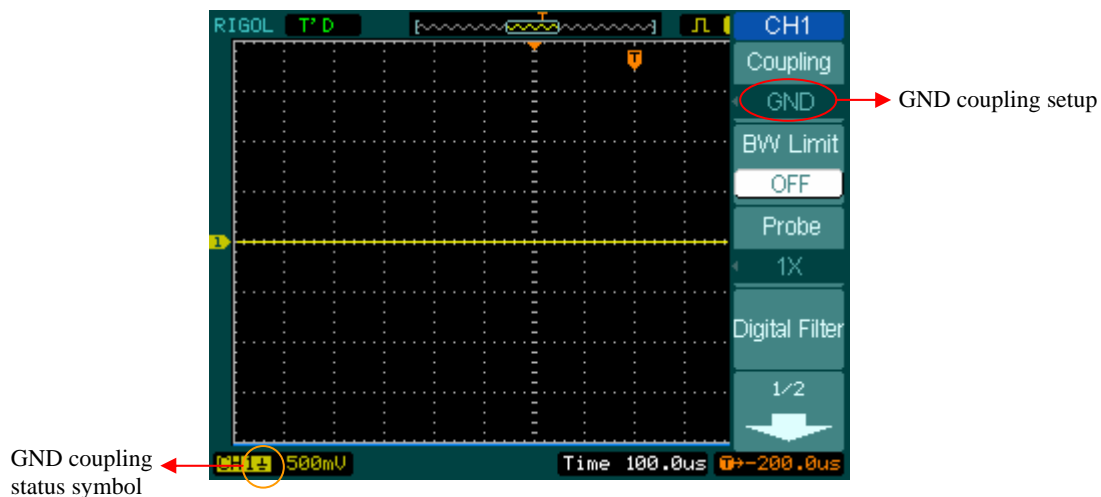 RIGOL T'D T CH1
Coupling
T
GND
GND coupling setup
BW Limit
OFF
Probe
1
1X
Digital Filter
1/2
CH1 500mV Time 100.0us T→-200.0us
GND coupling
status symbol